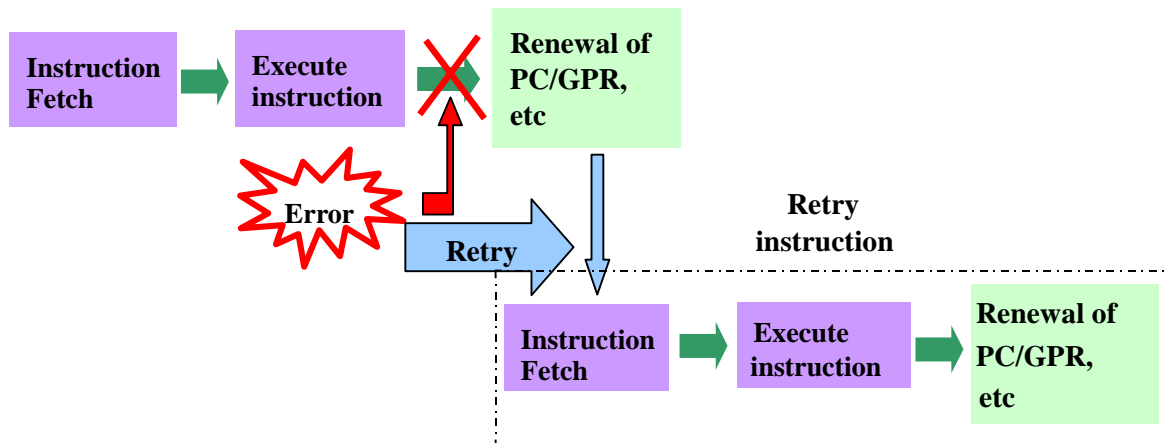 Instruction
Fetch
Execute
instruction
Renewal of
PC/GPR,
etc
Error
Retry
Retry
instruction
Instruction
Fetch
Execute
instruction
Renewal of
PC/GPR,
etc